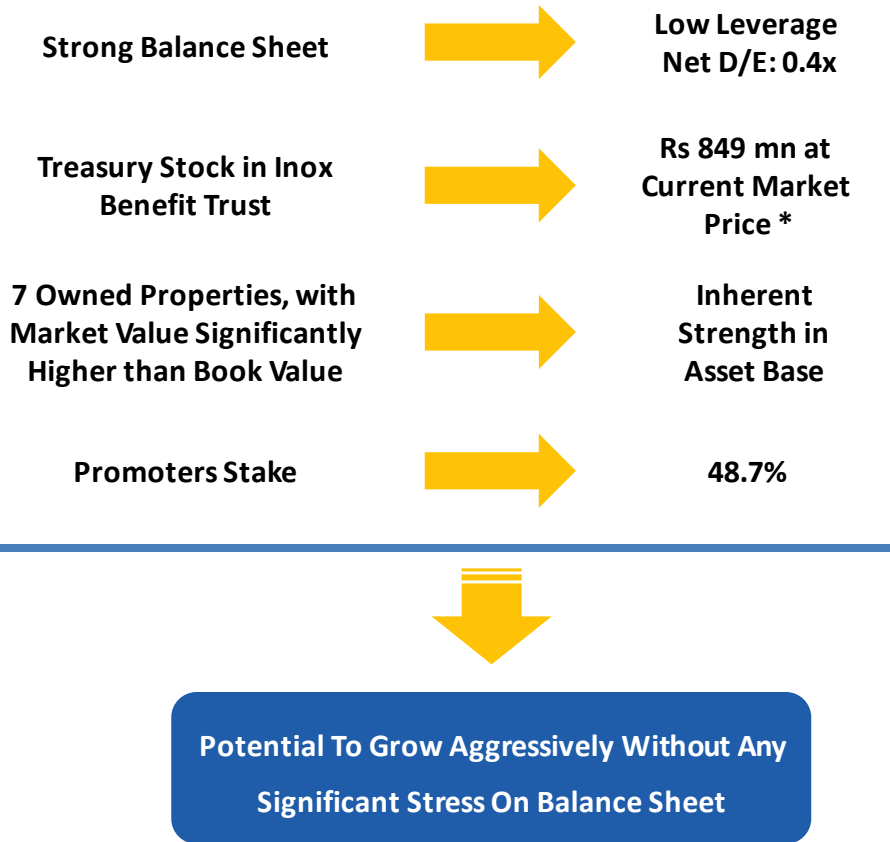 Strong Balance Sheet
Low Leverage
Net D/E: 0.4x
Treasury Stock in Inox
Benefit Trust
Rs 849 mn at
Current Market
Price *
7 Owned Properties, with
Market Value Significantly
Higher than Book Value
Inherent
Strength in
Asset Base
Promoters Stake
48.7%
Potential To Grow Aggressively Without Any
Significant Stress On Balance Sheet